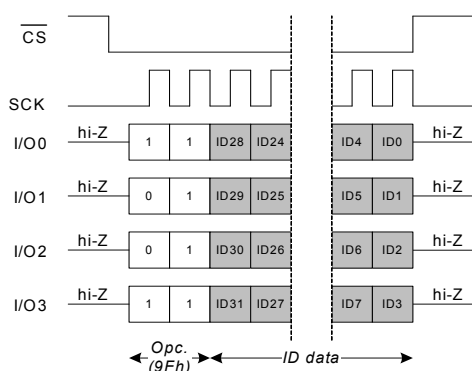 CS
SCK
hi-Z 1 1 ID28 ID24 ID4 ID0 hi-Z
I/O0
hi-Z 0 1 ID29 ID25 ID5 ID1 hi-Z
I/O1
hi-Z 0 1 ID30 ID26 ID6 ID2 hi-Z
I/O2
hi-Z 1 1 ID31 ID27 ID7 ID3 hi-Z
I/O3
Opc.
(9Fh)
ID data